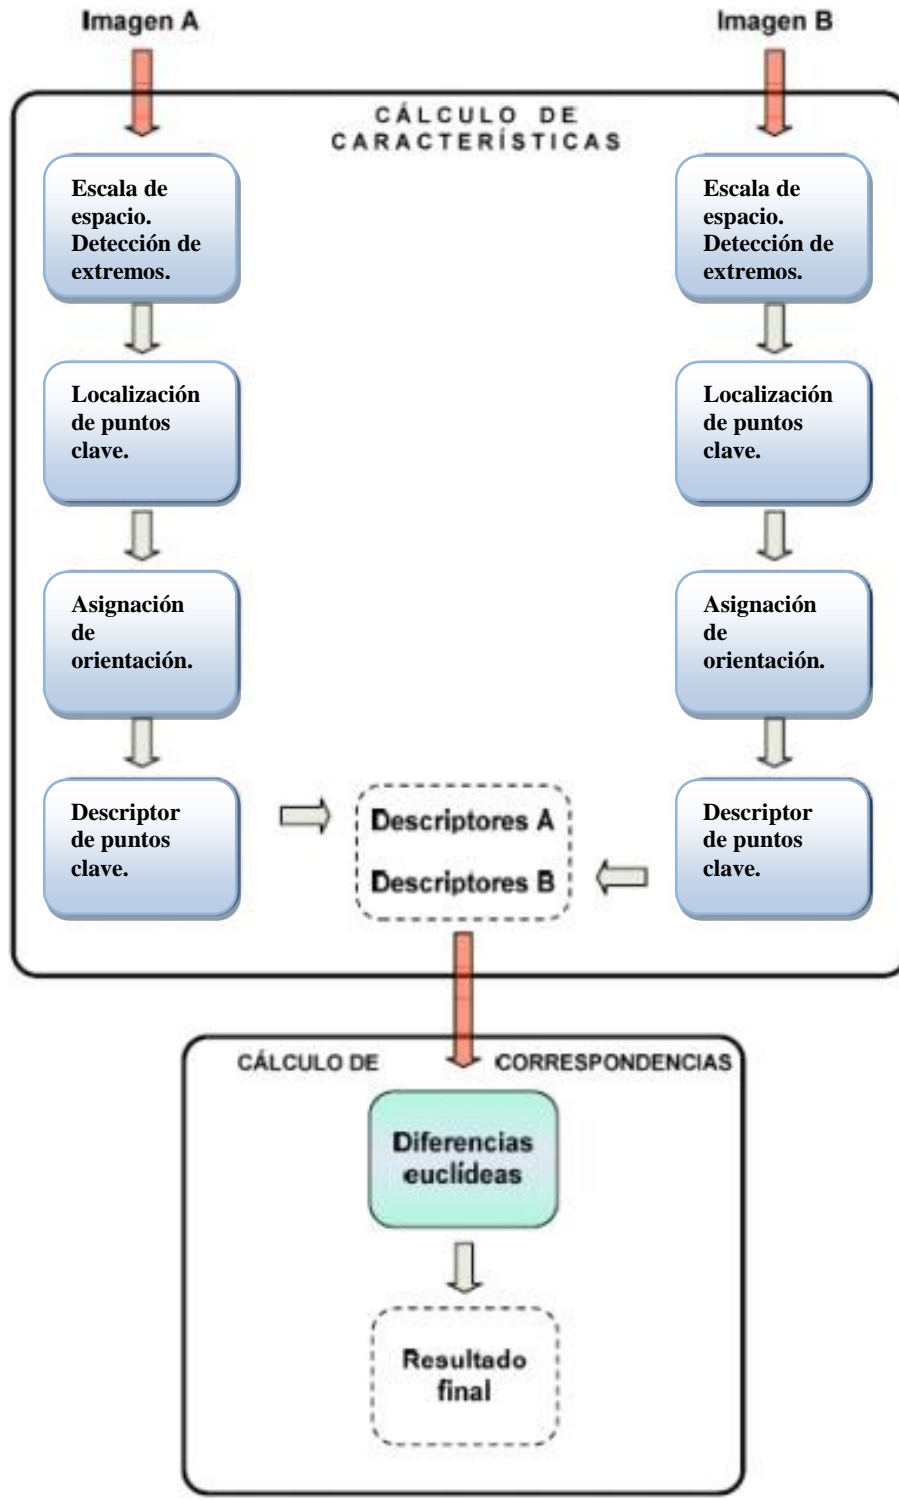 Imagen A
Imagen B
CÁLCULO DE
CARACTERÍSTICAS
Escala de
espacio.
Detección de
extremos.
Escala de
espacio.
Detección de
extremos.
Localización
de puntos
clave.
Localización
de puntos
clave.
Asignación
de
orientación.
Asignación
de
orientación.
Descriptor
de puntos
clave.
Descriptores A
Descriptores B
Descriptor
de puntos
clave.
CÁLCULO DE CORRESPONDENCIAS
Diferencias
euclídeas
Resultado
final